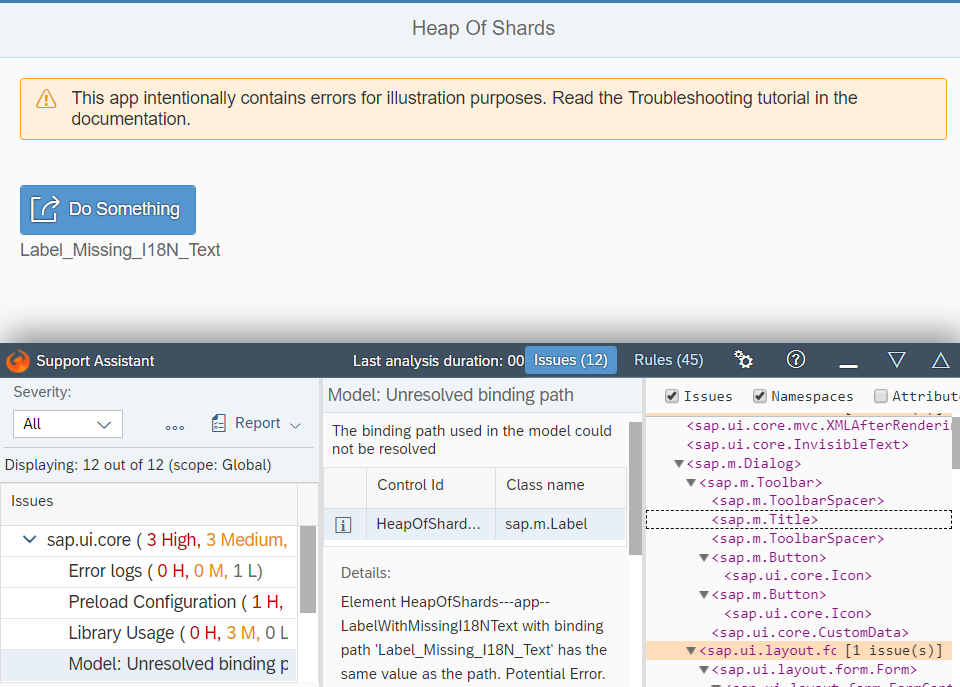 Heap Of Shards
This app intentionally contains errors for illustration purposes. Read the Troubleshooting tutorial in the
documentation.
Do Something
Label_Missing_I18N_Text
Support Assistant
Last analysis duration: 00
Issues (12)
Rules (45)
Severity:
All
Report
Displaying: 12 out of 12 (scope: Global)
Issues
sap.ui.core ( 3 High, 3 Medium,
Error logs ( 0 H, 0 M, 1 L)
Preload Configuration ( 1 H,
Library Usage ( 0 H, 3 M, 0 L
Model: Unresolved binding p
Model: Unresolved binding path
The binding path used in the model could
not be resolved
Control Id Class name
HeapOfShard... sap.m.Label
Details:
Element HeapOfShards---app--
LabelWithMissingI18NText with binding
path 'Label_Missing_I18N_Text' has the
same value as the path. Potential Error.
Issues Namespaces Attribut
<sap.ui.core.mvc.XMLAfterRenderin
<sap.ui.core.InvisibleText>
<sap.m.Dialog>
<sap.m.Toolbar>
<sap.m.ToolbarSpacer>
<sap.m.Title>
<sap.m.ToolbarSpacer>
<sap.m.Button>
<sap.ui.core.Icon>
<sap.m.Button>
<sap.ui.core.Icon>
<sap.ui.core.CustomData>
<sap.ui.layout.fo [1 issue(s)]
<sap.ui.layout.form.Form>